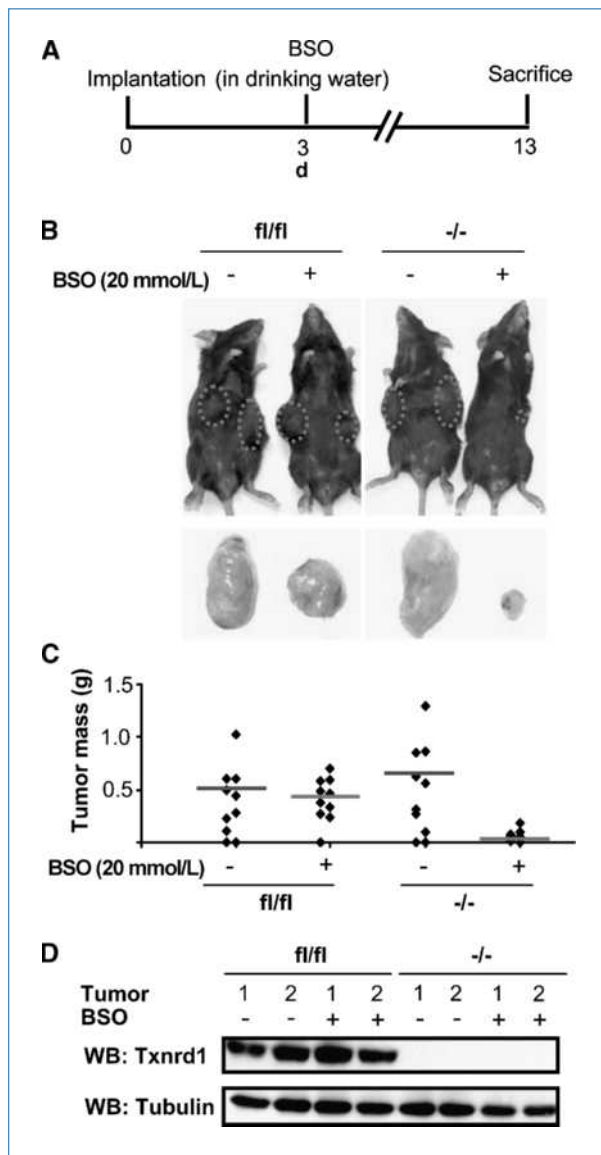 A
BSO
Implantation (in drinking water) Sacrifice
0 3 13
d
B
fl/fl -/-
BSO (20 mmol/L) - + - +
C
Tumor mass (g)
1.5
1.0
0.5
BSO (20 mmol/L) - + - +
fl/fl -/-
D
fl/fl -/-
Tumor 1 2 1 2 1 2 1 2
BSO - - + + - - + +
WB: Txnrd1
WB: Tubulin